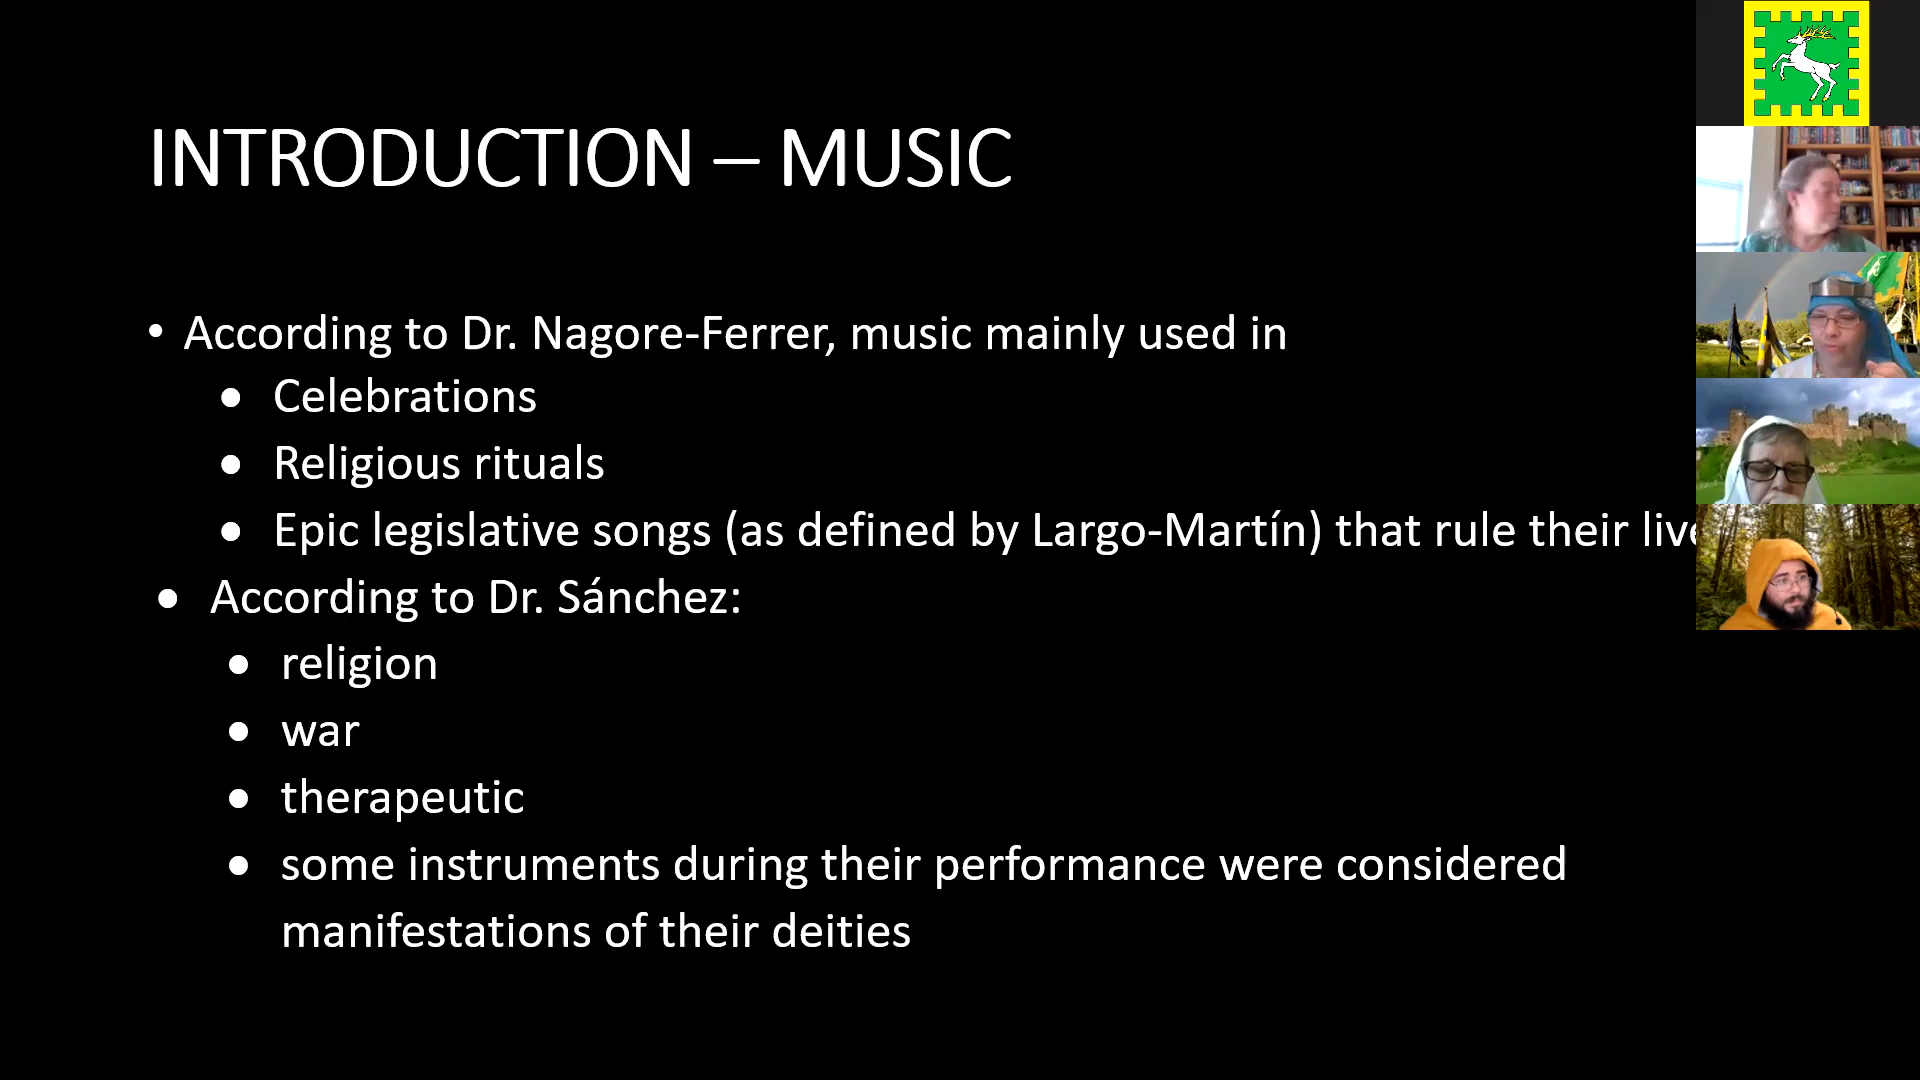 INTRODUCTION – MUSIC
• According to Dr. Nagore-Ferrer, music mainly used in
● Celebrations
● Religious rituals
● Epic legislative songs (as defined by Largo-Martín) that rule their
● According to Dr. Sánchez:
● religion
● war
● therapeutic
● some instruments during their performance were considered
manifestations of their deities